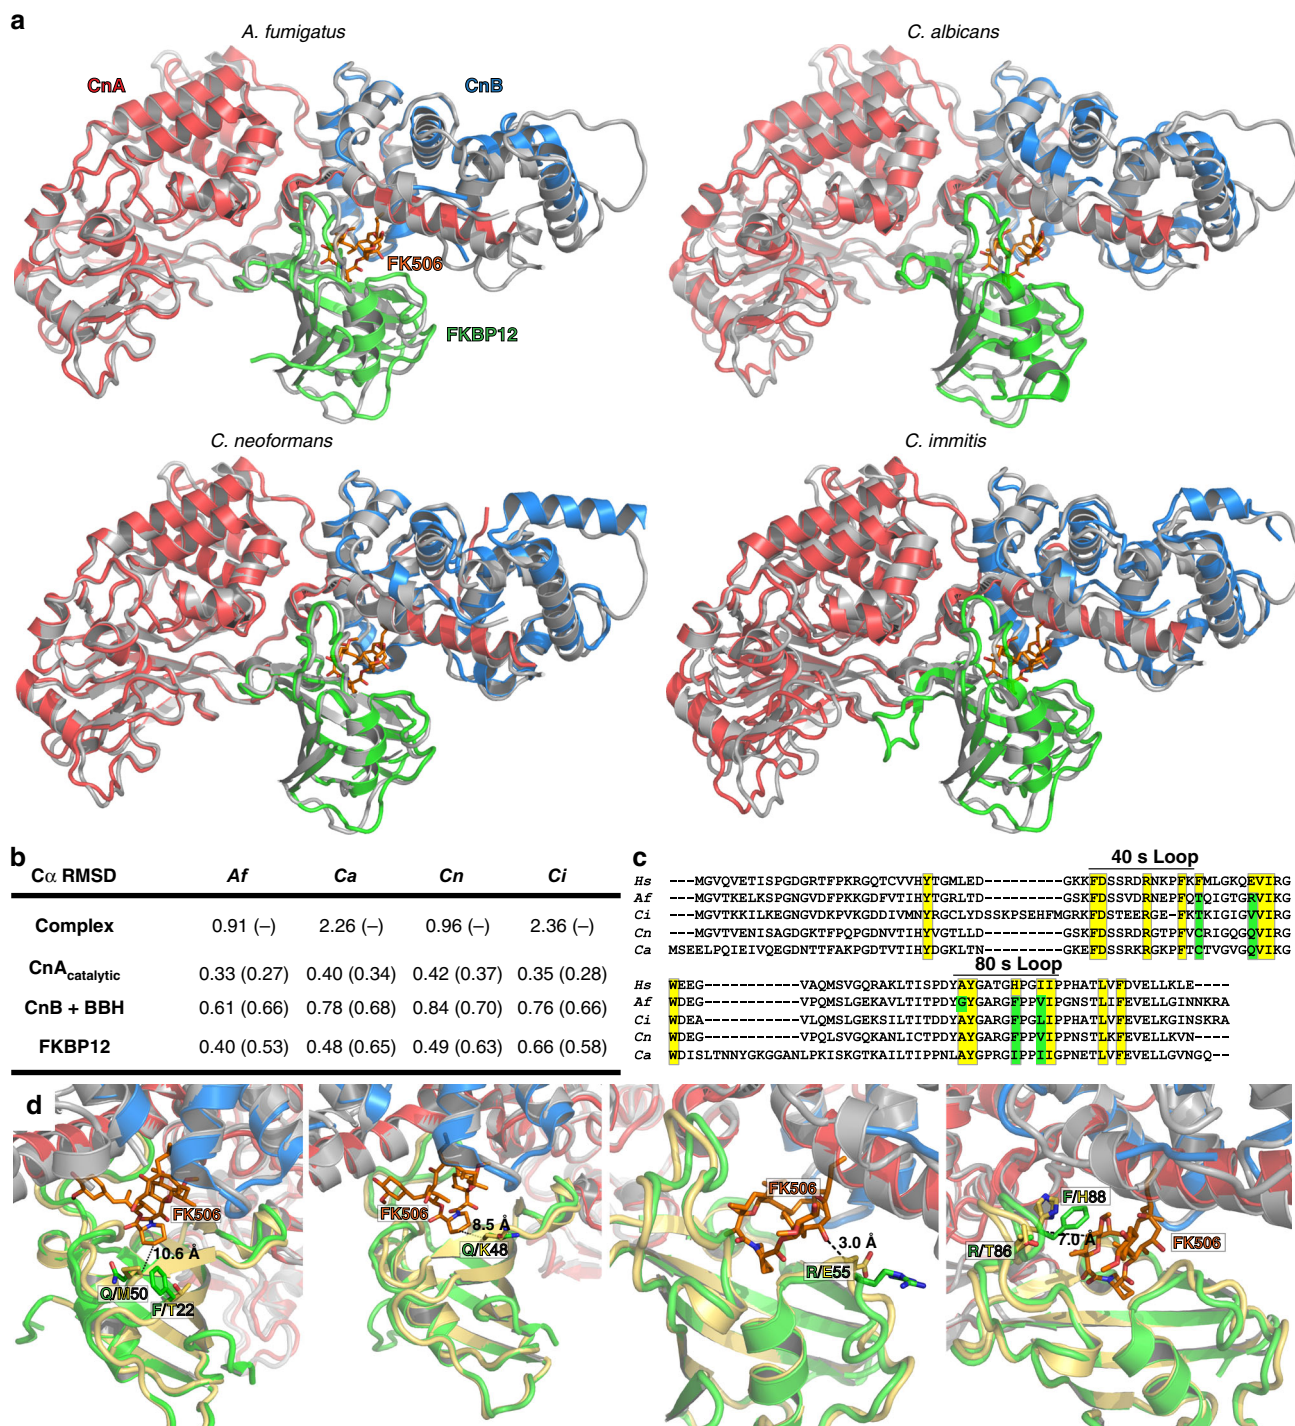 a
A. fumigatus
C. albicans
CnA
CnB
FK506
FKBP12
C. neoformans
C. immitis
b
Cα RMSD Af Ca Cn Ci
Complex 0.91 (–) 2.26 (–) 0.96 (–) 2.36 (–)
CnAcatalytic 0.33 (0.27) 0.40 (0.34) 0.42 (0.37) 0.35 (0.28)
CnB + BBH 0.61 (0.66) 0.78 (0.68) 0.84 (0.70) 0.76 (0.66)
FKBP12 0.40 (0.53) 0.48 (0.65) 0.49 (0.63) 0.66 (0.58)
c
40 s Loop
Hs ---MGVQVETISPGDGRTFPKRGQTCVVHYTGMLED-------------GKKFDSSRDRNKPFKFMLGKQEVIRG
Af ---MGVTKELKSPGNGVDFPKKGDFVTIHYTGRLTD-------------GSKFDSSVDRNEPFQTQIGTGRVIRG
Ci ---MGVTKKILKEGNGVDKPVKGDDIVMNYRGCLYDSSKPSEHFMGRKFDSTEERGE-FKTKIGIGVVIRG
Cn ---MGVTVENISAGDGKTFPQPGDNVTIHYVGTLLD-------------GSKFDSSRDRGTPFVCRIGQGQVIRG
Ca MSEELPQIEIVQEGDNTTFAKPGDTVTIHYDGKLTN-------------GKEFDSSRKRGKPFTCTVGVGQVIRG
80 s Loop
Hs WEEG-----------VAQMSVGQRAKLTISPDYAYGATGHPGIIPPHATLVFDVELLKLE----
Af WDEG-----------VPQMSLGEKAVLTISPDYGYGARGFPPVIPGNSTLIFEVELLGINNKRA
Ci WDEA-----------VLQMSLGEKSILTITDDYAYGARGFPGLIPPHATLVFEVELKGINSKRA
Cn WDEG-----------VPQLSVGQKANLICTPDYAYGARGFPPVIPPNSTLKFEVELLKVN----
Ca WDISLTNNYGKGGANLPKISKGTKAILTIPPNLAYGPRGIPPIIGPNETLVFEVELLGVNGQ--
d
FK506
10.6 Å
Q/M50
F/T22
FK506
8.5 Å
Q/K48
FK506
3.0 Å
R/E55
F/H88
7.0 Å
R/T86
FK506